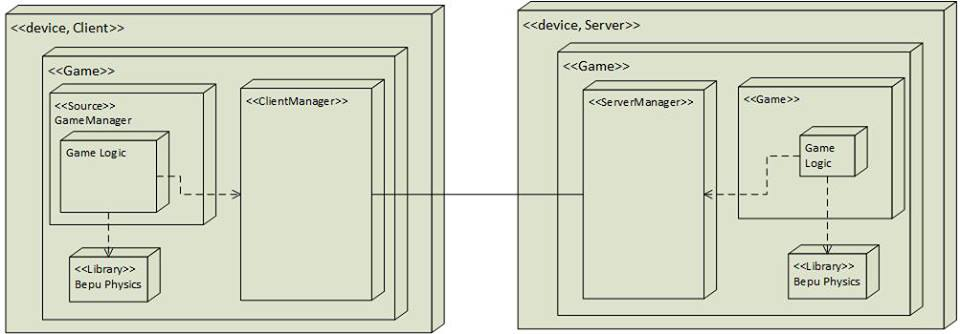 <<device, Client>>
<<Game>>
<<Source>>
GameManager
Game Logic
<<Library>>
Bepu Physics
<<ClientManager>>
<<device, Server>>
<<Game>>
<<ServerManager>>
<<Game>>
Game
Logic
<<Library>>
Bepu Physics